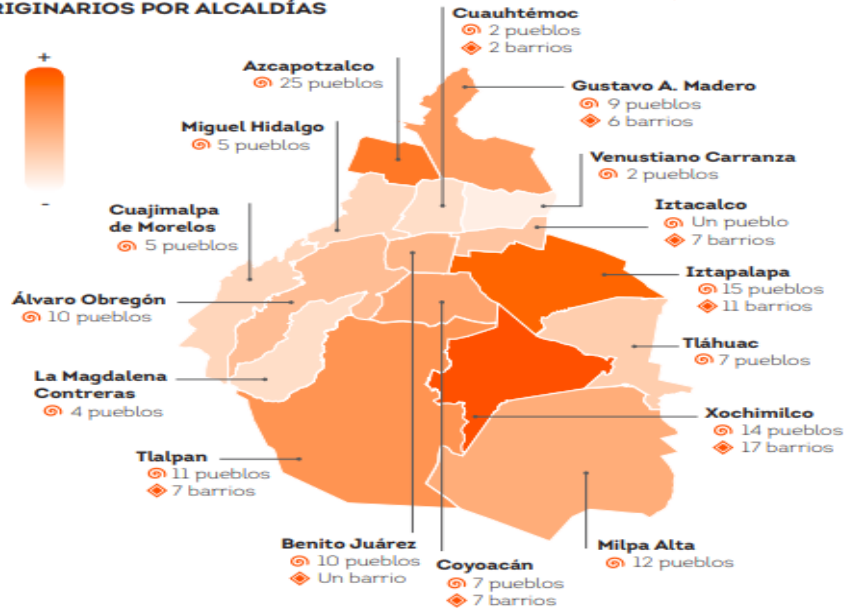 RIGINARIOS POR ALCALDÍAS
+
-
Cuauhtémoc
2 pueblos
2 barrios
Azcapotzalco
25 pueblos
Gustavo A. Madero
9 pueblos
6 barrios
Miguel Hidalgo
5 pueblos
Venustiano Carranza
2 pueblos
Cuajimalpa
de Morelos
5 pueblos
Iztacalco
Un pueblo
7 barrios
Iztapalapa
15 pueblos
11 barrios
Álvaro Obregón
10 pueblos
Tláhuac
7 pueblos
La Magdalena
Contreras
4 pueblos
Xochimilco
14 pueblos
17 barrios
Tlalpan
11 pueblos
7 barrios
Benito Juárez
10 pueblos
Un barrio
Coyoacán
7 pueblos
7 barrios
Milpa Alta
12 pueblos